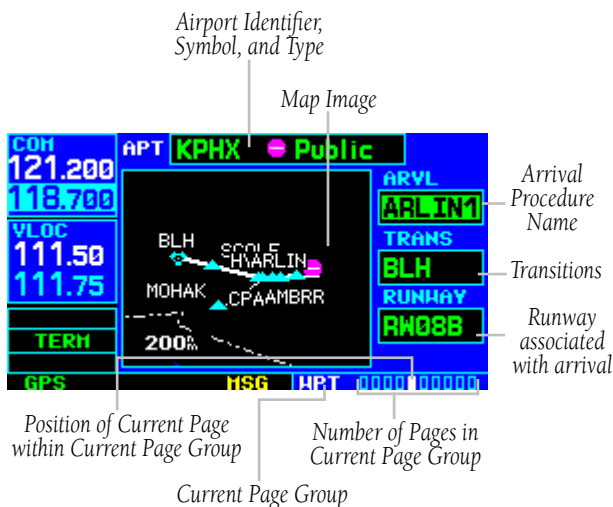 Airport Identifier,
Symbol, and Type
Map Image
COM
121.200
118.700
APT KPHX Public
ARVL
ARLIN1
Arrival
Procedure
Name
VLOC
111.50
111.75
TRANS
BLH
Transitions
BLH
ARLIN
MOHAK
RUNWAY
RW08B
Runway
associated
with arrival
TERM
200
GPS
MSG
WPT
Position of Current Page
within Current Page Group
Number of Pages in
Current Page Group
Current Page Group